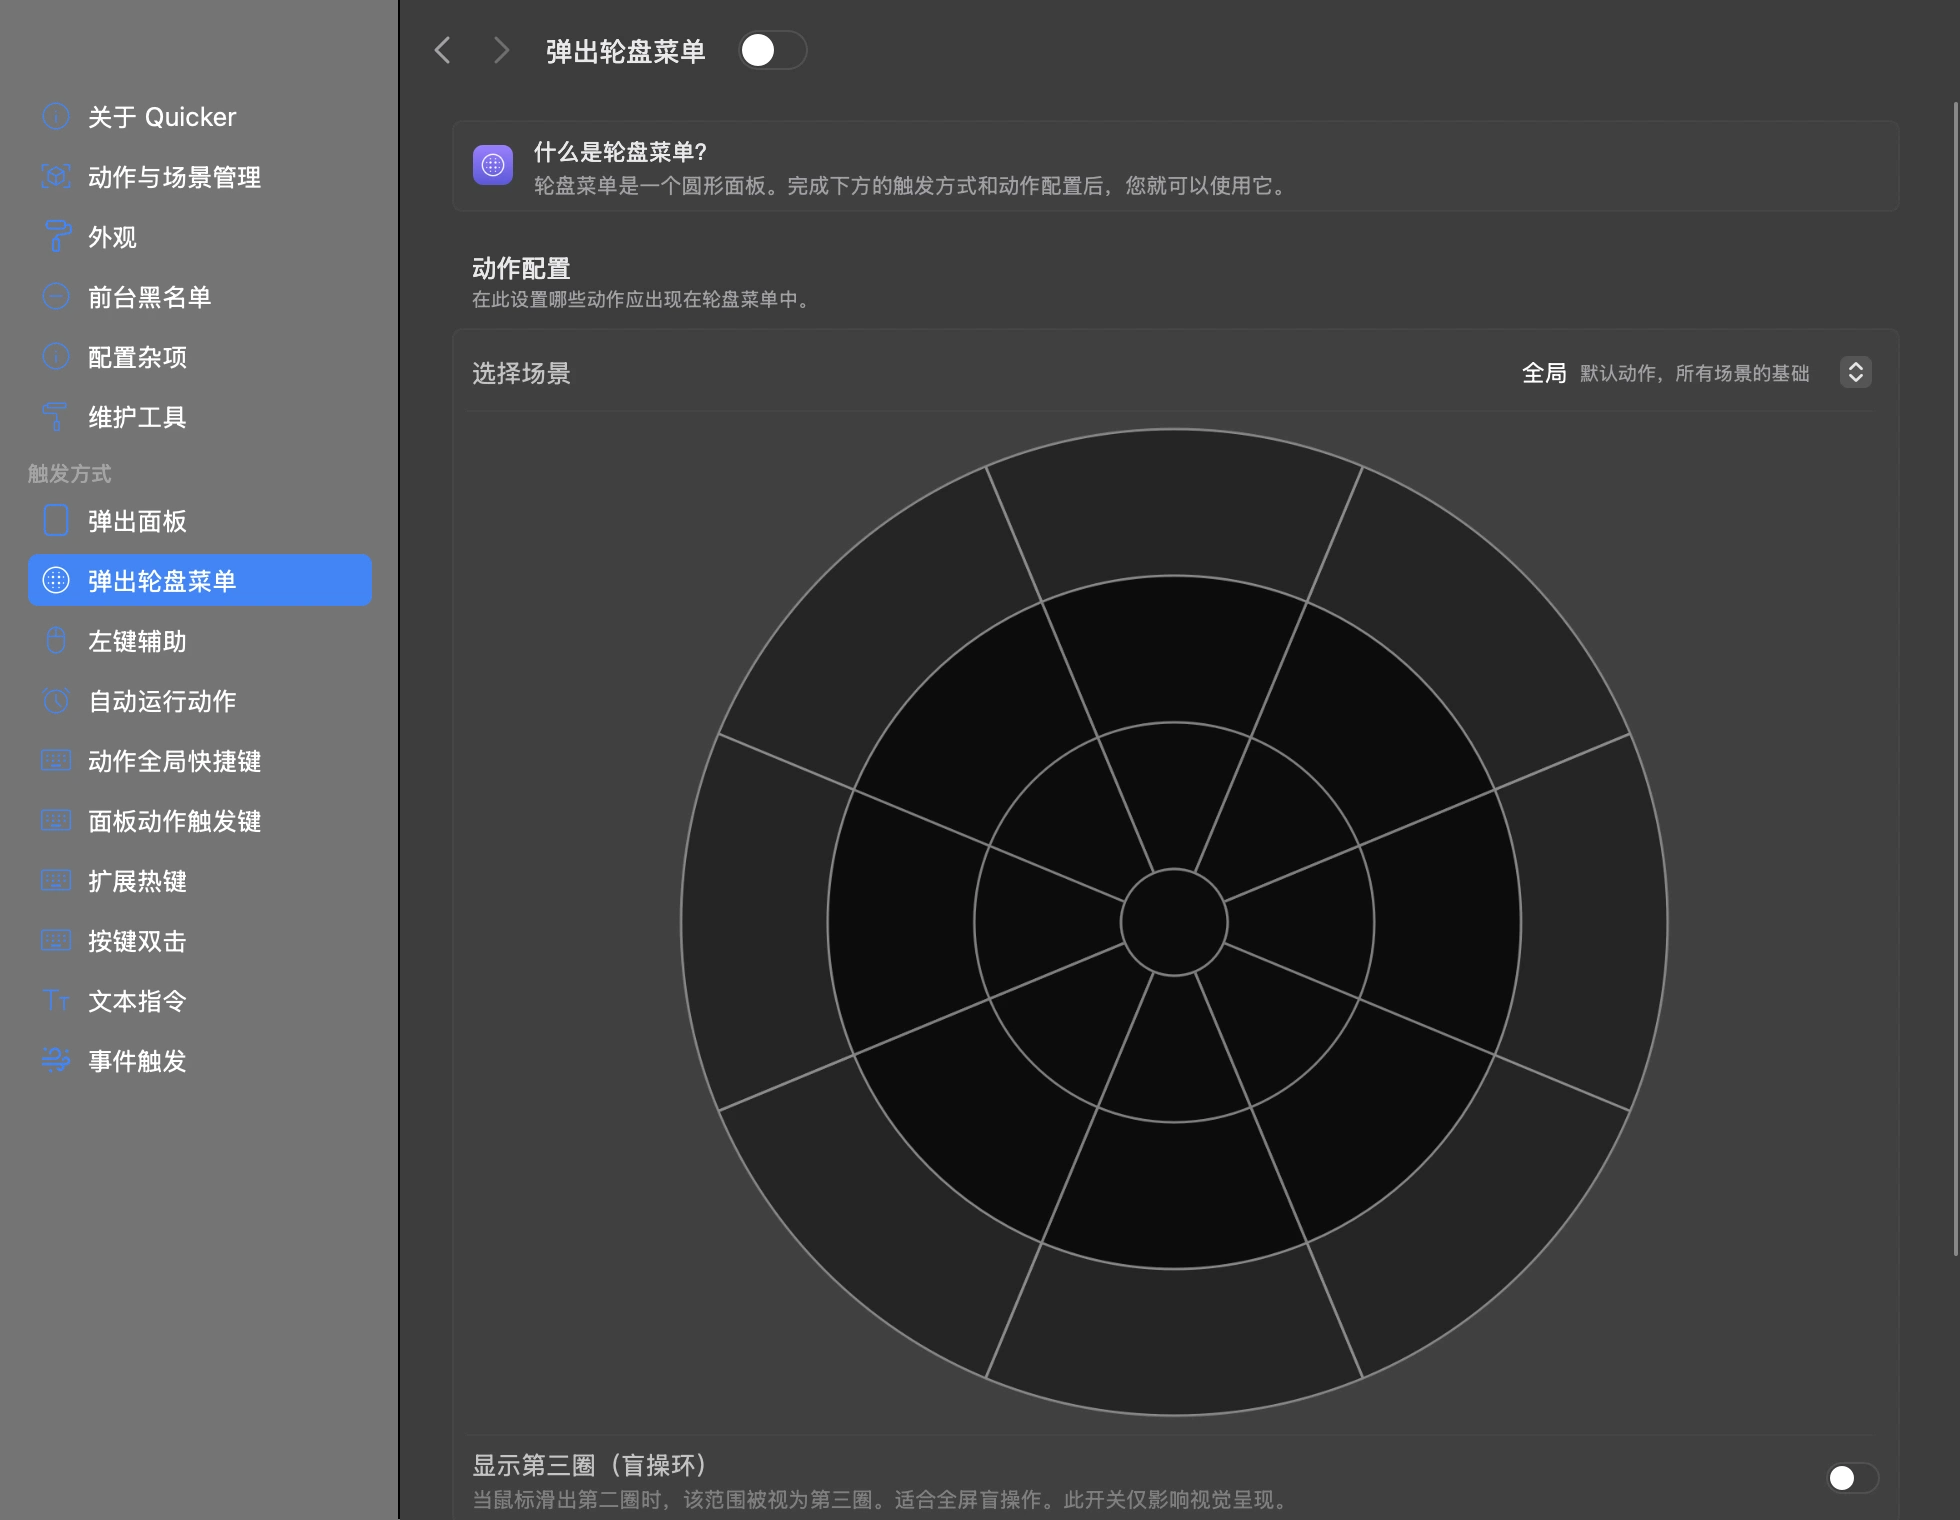 弹出轮盘菜单
关于 Quicker
动作与场景管理
外观
前台黑名单
配置杂项
维护工具
触发方式
弹出面板
弹出轮盘菜单
左键辅助
自动运行动作
动作全局快捷键
面板动作触发键
扩展热键
按键双击
文本指令
事件触发
什么是轮盘菜单?
轮盘菜单是一个圆形面板。完成下方的触发方式和动作配置后，您就可以使用它。
动作配置
在此设置哪些动作应出现在轮盘菜单中。
选择场景
全局 默认动作，所有场景的基础
显示第三圈（盲操环）
当鼠标滑出第二圈时，该范围被视为第三圈。适合全屏盲操作。此开关仅影响视觉呈现。